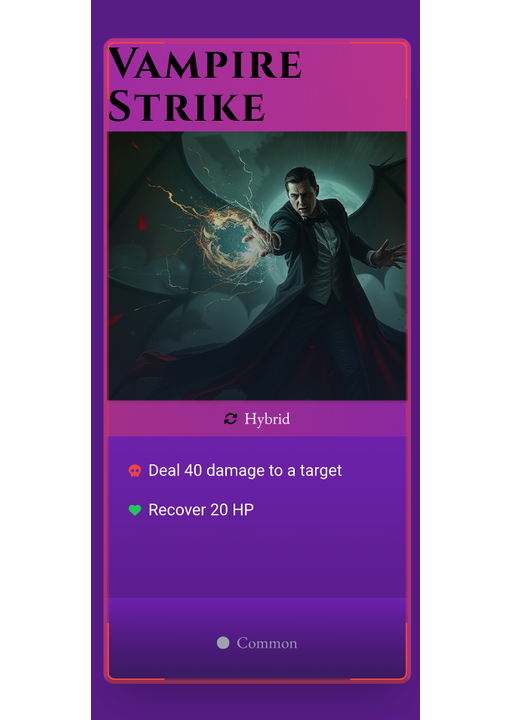 Vampire
Strike
Hybrid
Deal 40 damage to a target
Recover 20 HP
Common